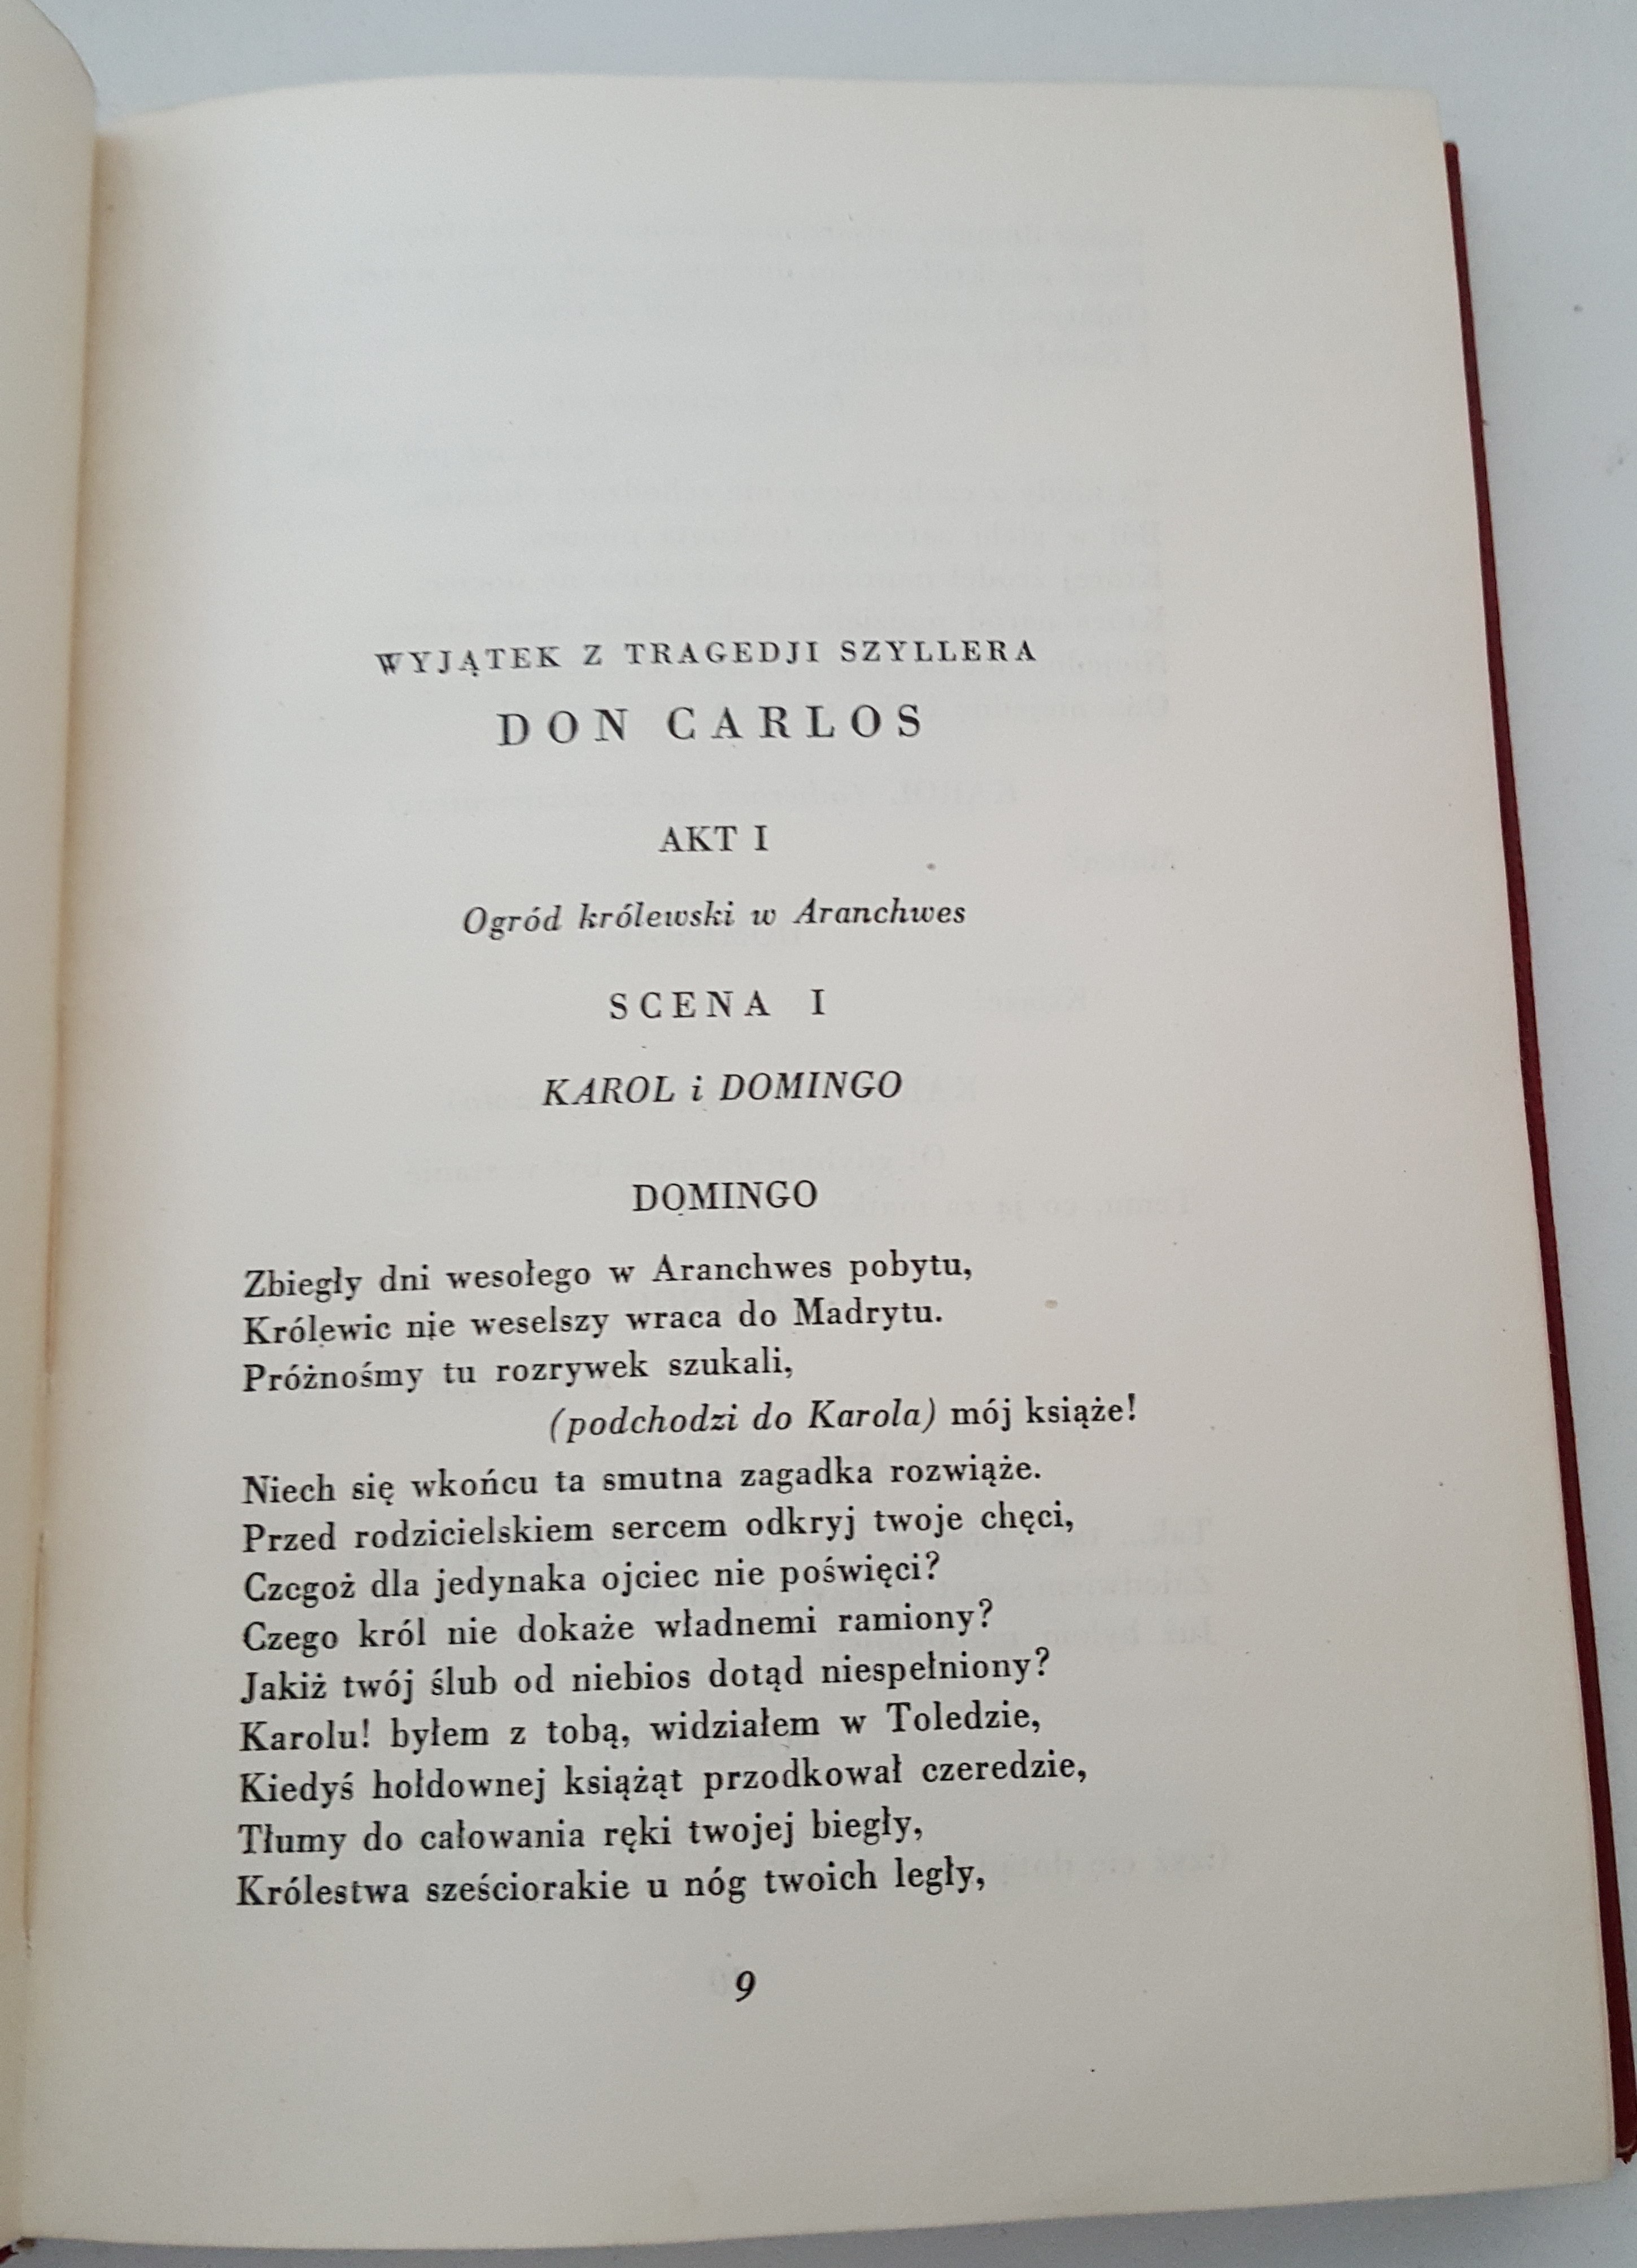 WYJĄTEK Z TRAGEDJI SZYLLERA
DON CARLOS
AKT I
Ogród królewski w Aranchwes
SCENA I
KAROL i DOMINGO
DOMINGO
Zbiegły dni wesołego w Aranchwes pobytu,
Królewic nie weselszy wraca do Madrytu.
Próżnośmy tu rozrywek szukali,
(podchodzi do Karola) mój książe!
Niech się wkońcu ta smutna zagadka rozwiąże.
Przed rodzicielskiem sercem odkryj twoje chęci,
Czcgoż dla jedynaka ojciec nie poświęci?
Czego król nie dokaże władnemi ramiony?
Jakiż twój ślub od niebios dotąd niespełniony?
Karolu! byłem z tobą, widziałem w Toledzie,
Kiedyś hołdownej książąt przodkował czeredzie,
Tłumy do całowania ręki twojej biegły,
Królestwa sześciorakie u nóg twoich legły,
9